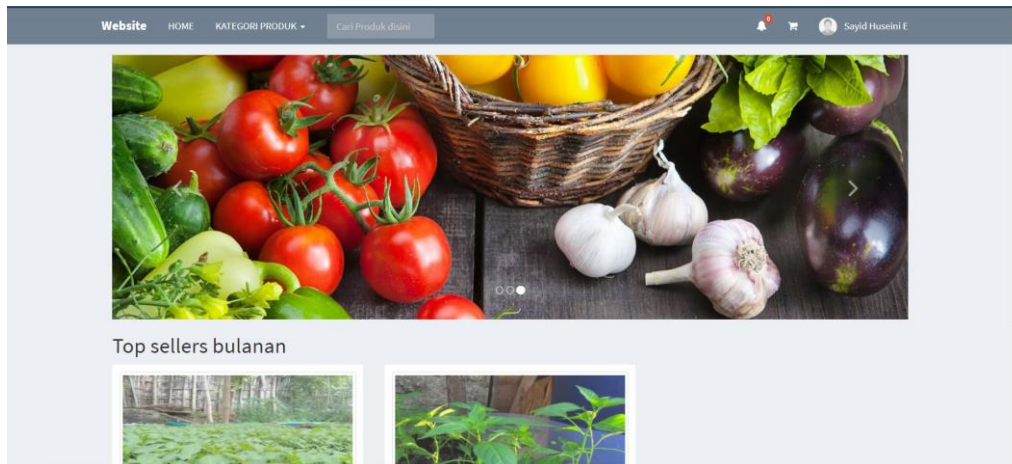 Website HOME KATEGORI PRODUK Cari Produk disini 0 Sayid Huseini E
Top sellers bulanan